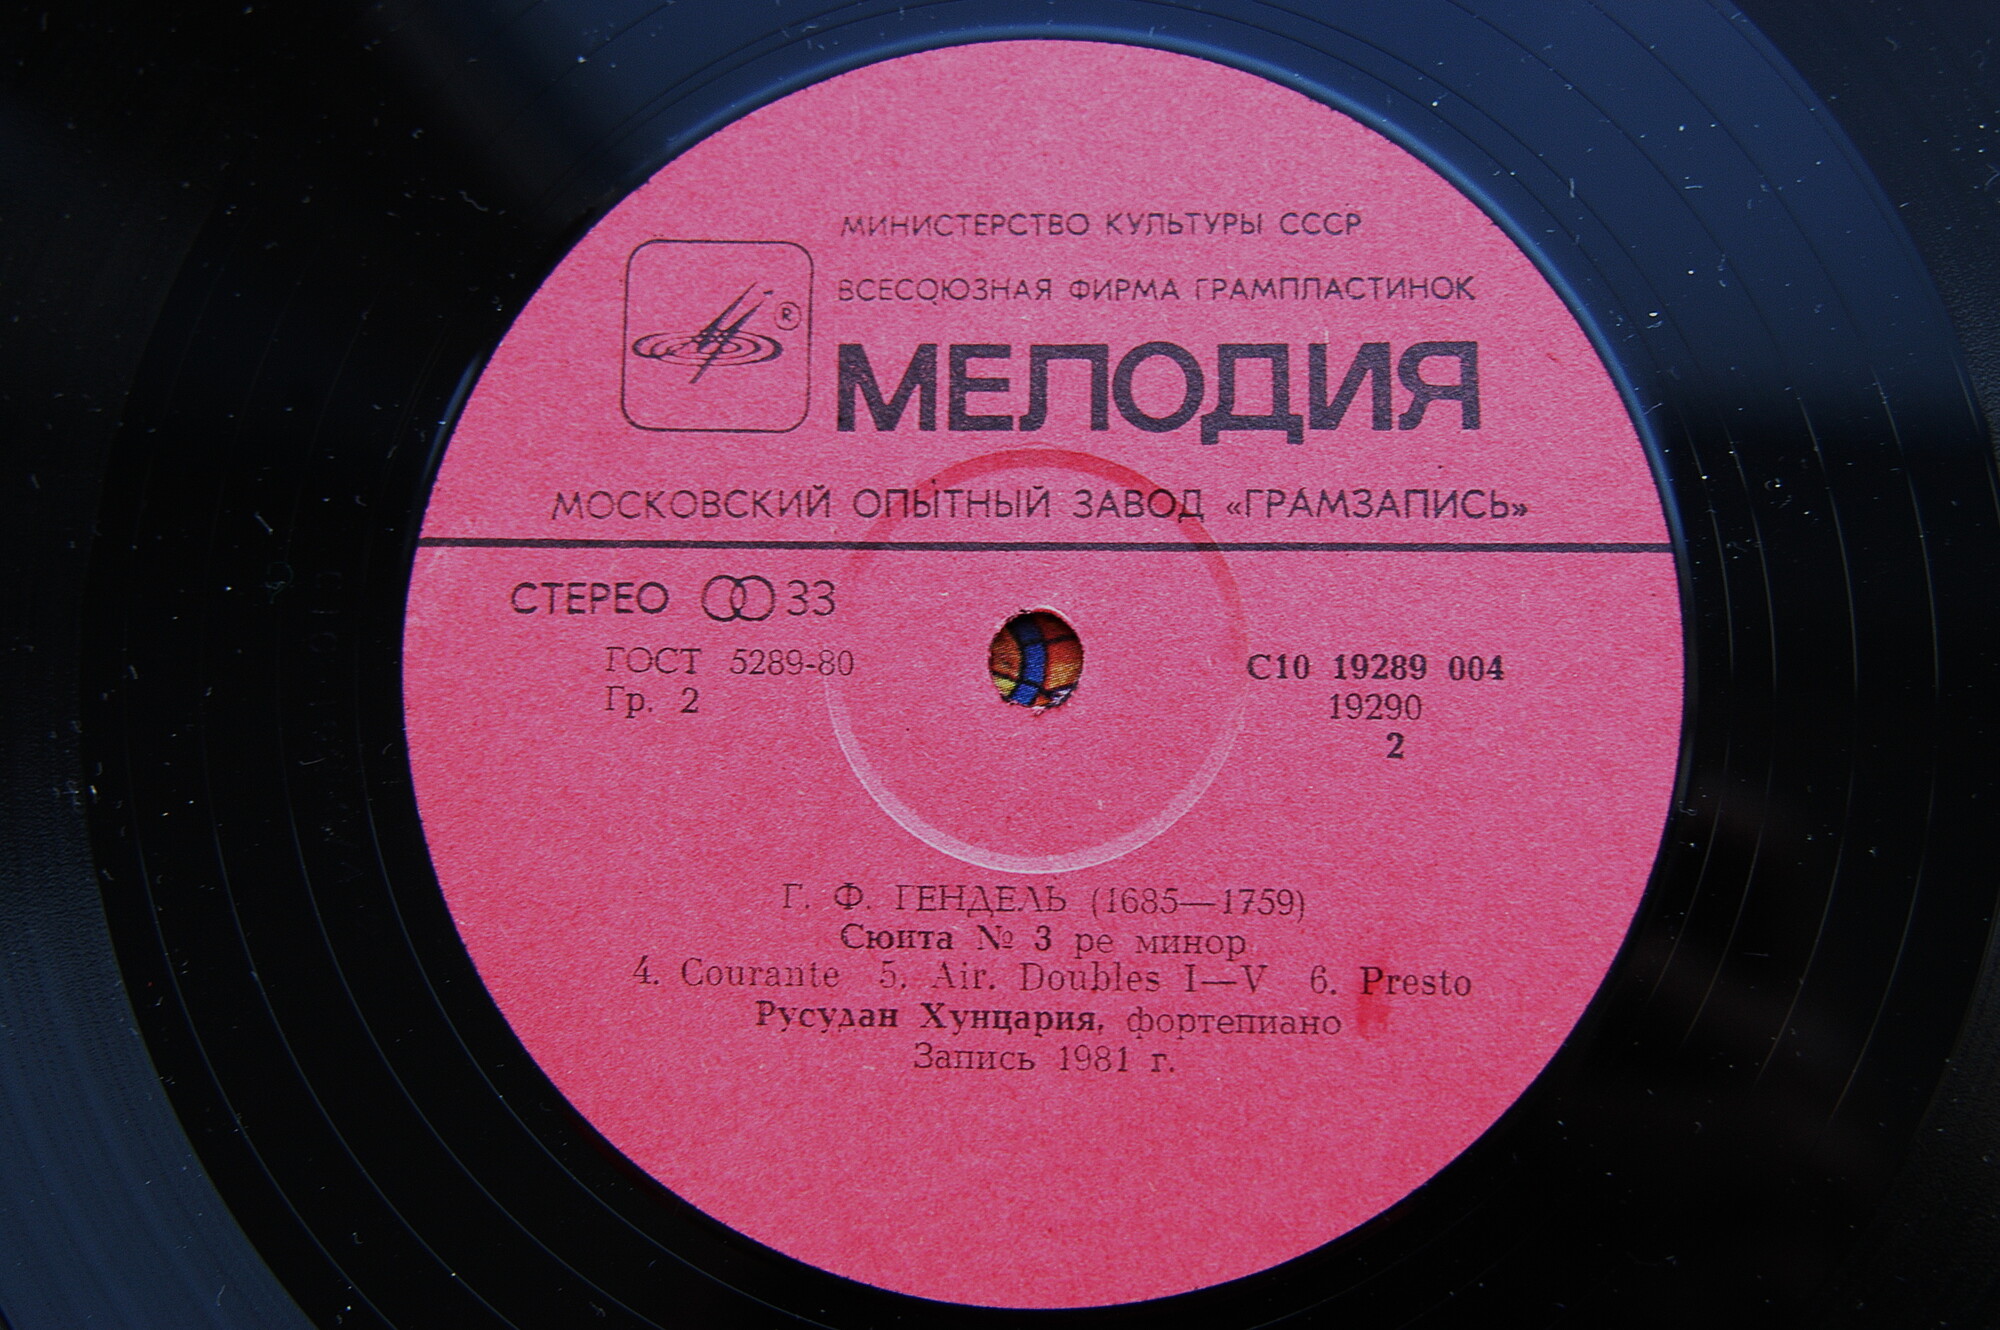 МИНИСТЕРСТВО КУЛЬТУРЫ СССР
ВСЕСОЮЗНАЯ ФИРМА ГРАМПЛАСТИНОК
®
МЕЛОДИЯ
МОСКОВСКИЙ ОПЫТНЫЙ ЗАВОД «ГРАМЗАПИСЬ»
СТЕРЕО 33
ГОСТ 5289-80
Гр. 2
С10 19289 004
19290
2
Г. Ф. ГЕНДЕЛЬ (1685—1759)
Сюита № 3 ре минор
4. Courante 5. Air. Doubles I—V 6. Presto
Русудан Хунцария, фортепиано
Запись 1981 г.